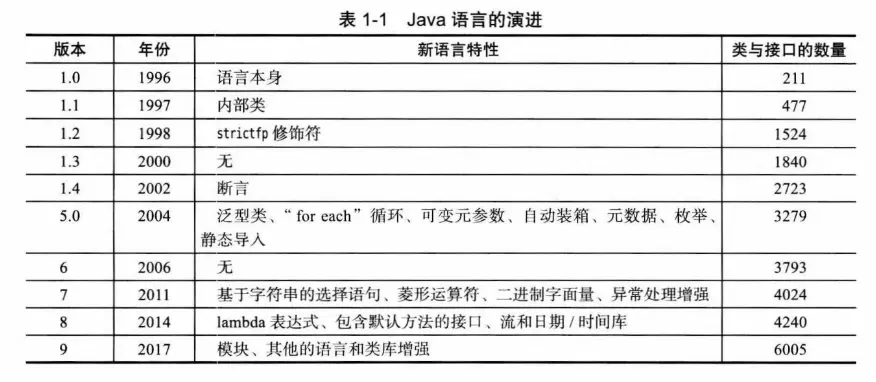 表 1-1 Java 语言的演进
版本 年份 新语言特性 类与接口的数量
1.0 1996 语言本身 211
1.1 1997 内部类 477
1.2 1998 strictfp 修饰符 1524
1.3 2000 无 1840
1.4 2002 断言 2723
5.0 2004 泛型类、“for each”循环、可变元参数、自动装箱、元数据、枚举、 3279
静态导入
6 2006 无 3793
7 2011 基于字符串的选择语句、菱形运算符、二进制字面量、异常处理增强 4024
8 2014 lambda 表达式、包含默认方法的接口、流和日期 / 时间库 4240
9 2017 模块、其他的语言和类库增强 6005